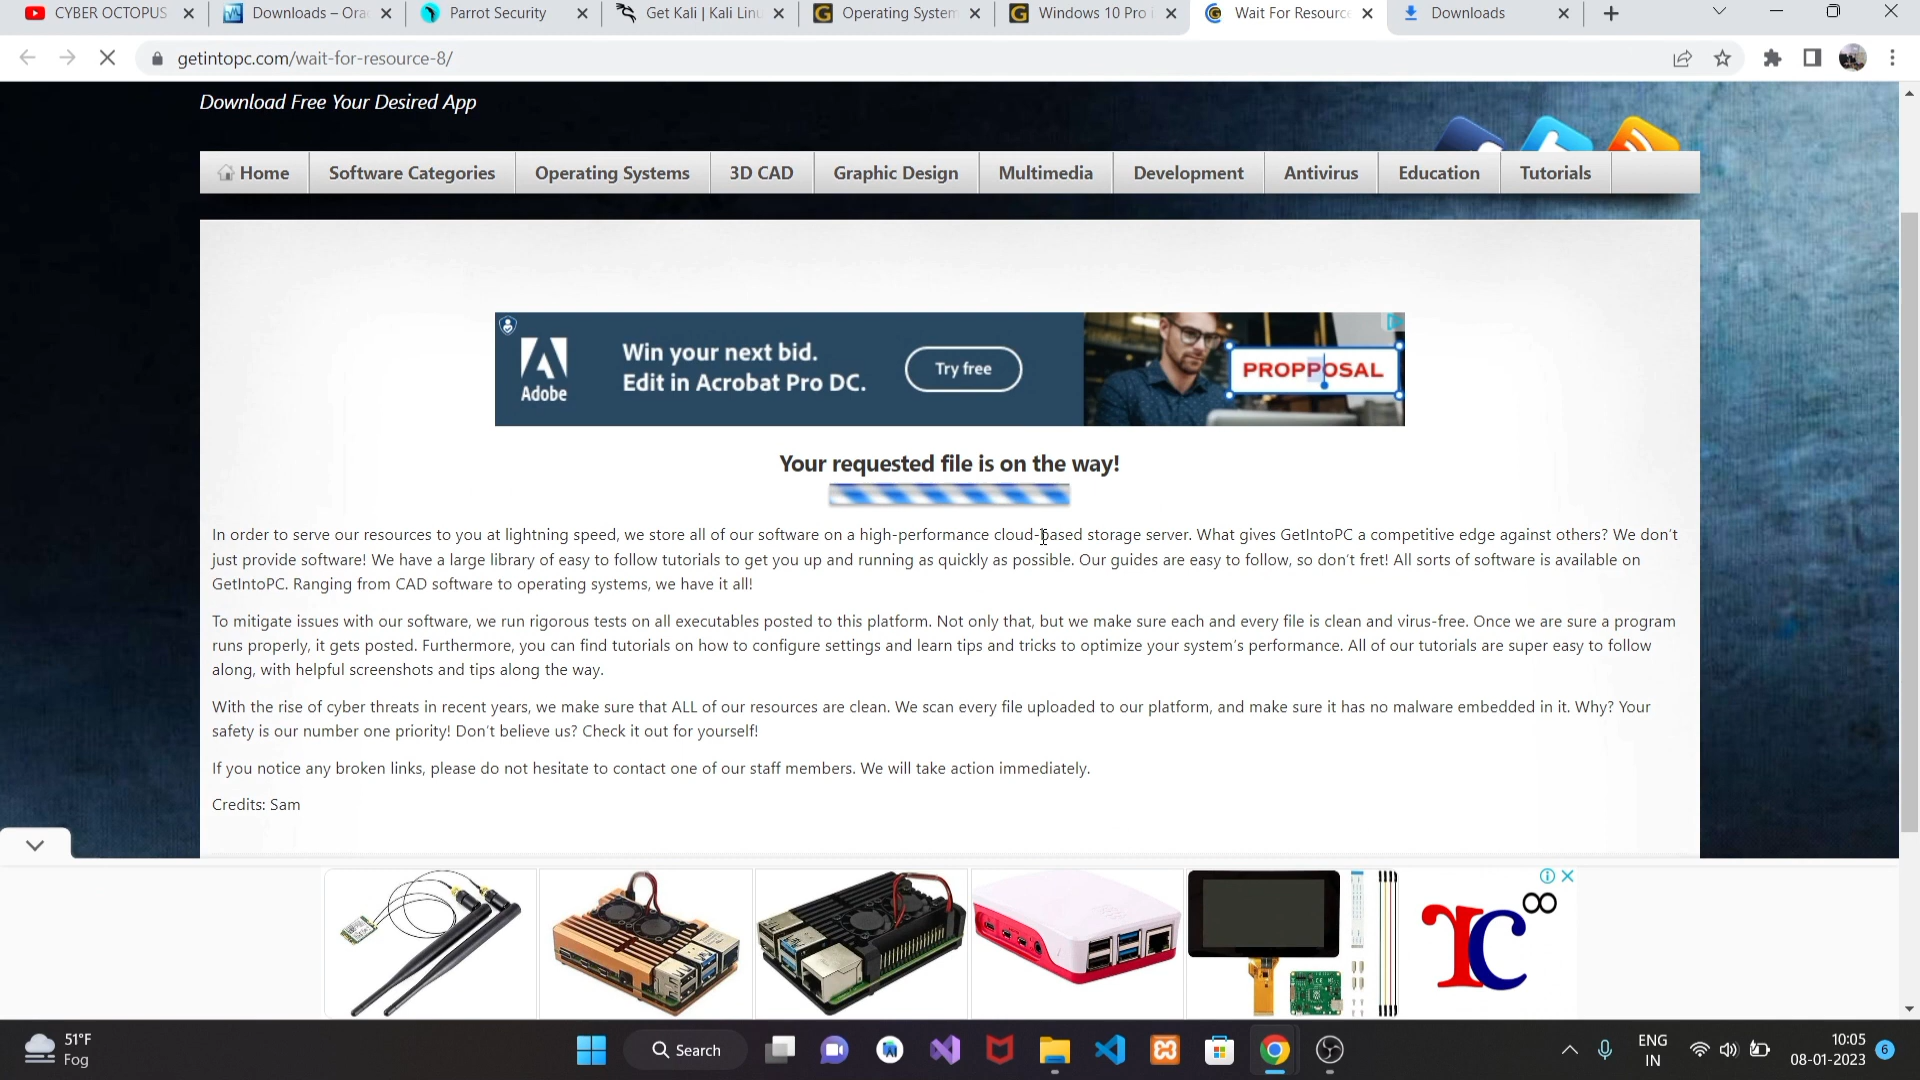 CYBER OCTOPUS
Downloads – Ora
Parrot Security
Get Kali | Kali Linu
Operating System
Windows 10 Pro i
Wait For Resource
Downloads
getintopc.com/wait-for-resource-8/
Download Free Your Desired App
Home Software Categories Operating Systems 3D CAD Graphic Design Multimedia Development Antivirus Education Tutorials
Adobe
Win your next bid.
Edit in Acrobat Pro DC.
Try free
PROPPOSAL
Your requested file is on the way!
In order to serve our resources to you at lightning speed, we store all of our software on a high-performance cloud-based storage server. What gives GetIntoPC a competitive edge against others? We don't
just provide software! We have a large library of easy to follow tutorials to get you up and running as quickly as possible. Our guides are easy to follow, so don't fret! All sorts of software is available on
GetIntoPC. Ranging from CAD software to operating systems, we have it all!
To mitigate issues with our software, we run rigorous tests on all executables posted to this platform. Not only that, but we make sure each and every file is clean and virus-free. Once we are sure a program
runs properly, it gets posted. Furthermore, you can find tutorials on how to configure settings and learn tips and tricks to optimize your system's performance. All of our tutorials are super easy to follow
along, with helpful screenshots and tips along the way.
With the rise of cyber threats in recent years, we make sure that ALL of our resources are clean. We scan every file uploaded to our platform, and make sure it has no malware embedded in it. Why? Your
safety is our number one priority! Don't believe us? Check it out for yourself!
If you notice any broken links, please do not hesitate to contact one of our staff members. We will take action immediately.
Credits: Sam
51°F
Fog
Search
ENG
IN
10:05
08-01-2023
6